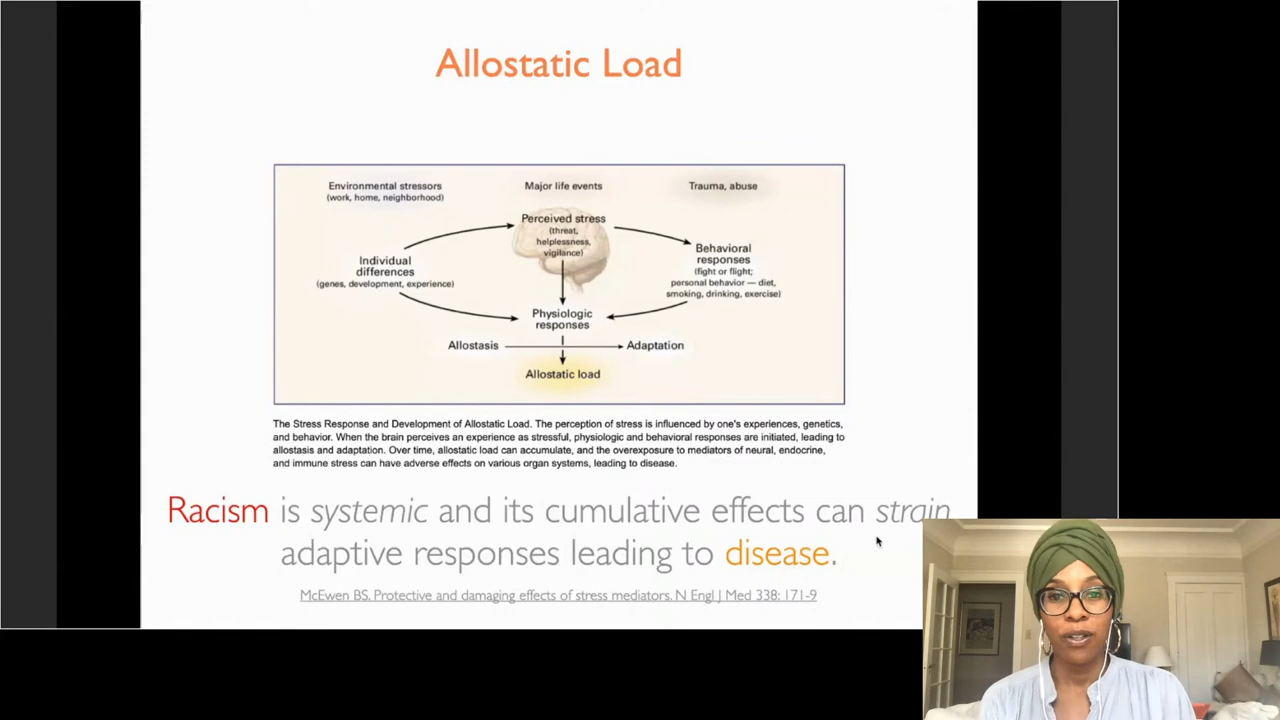 Allostatic Load
Environmental stressors
(work, home, neighborhood)
Major life events
Trauma, abuse
Perceived stress
(threat,
helplessness,
vigilance)
Individual
differences
(genes, development, experience)
Behavioral
responses
(fight or flight;
personal behavior — diet,
smoking, drinking, exercise)
Physiologic
responses
Allostasis
Adaptation
Allostatic load
The Stress Response and Development of Allostatic Load. The perception of stress is influenced by one's experiences, genetics,
and behavior. When the brain perceives an experience as stressful, physiologic and behavioral responses are initiated, leading to
allostasis and adaptation. Over time, allostatic load can accumulate, and the overexposure to mediators of neural, endocrine,
and immune stress can have adverse effects on various organ systems, leading to disease.
Racism is systemic and its cumulative effects can strain
adaptive responses leading to disease.
McEwen BS. Protective and damaging effects of stress mediators. N Engl J Med 338: 171-9